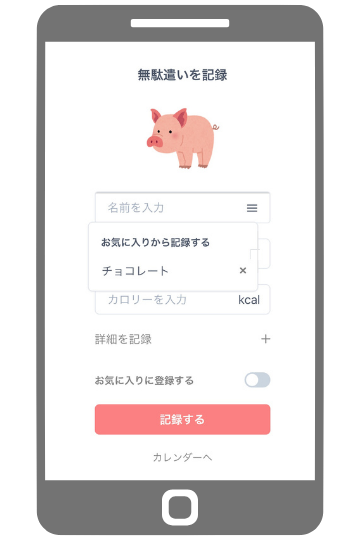 無駄遣いを記録
名前を入力
お気に入りから記録する
チョコレート ×
カロリーを入力 kcal
詳細を記録 +
お気に入りに登録する
記録する
カレンダーへ